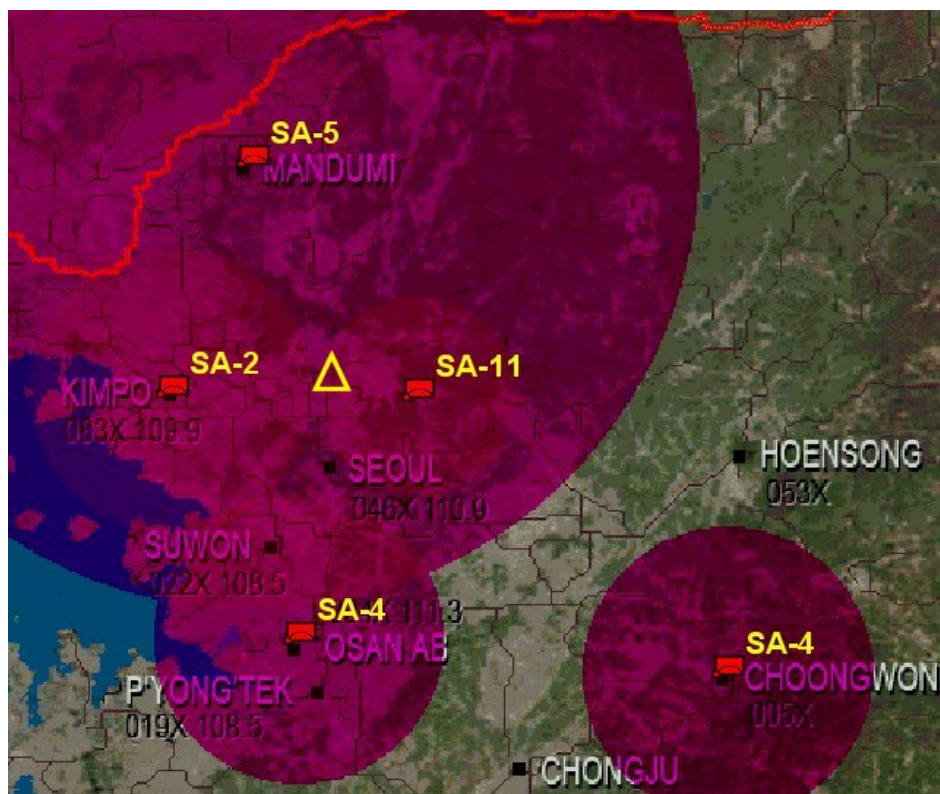 SA-5
MANDUMI
SA-2
SA-11
KIMPO
083X 109.9
SEOUL
046X 110.9
HOENSONG
053X
SUWON
022X 108.5
SA-4
111.3
OSAN AB
P'YONG'TEK
019X 108.5
SA-4
CHOONGWON
005X
CHONGJU